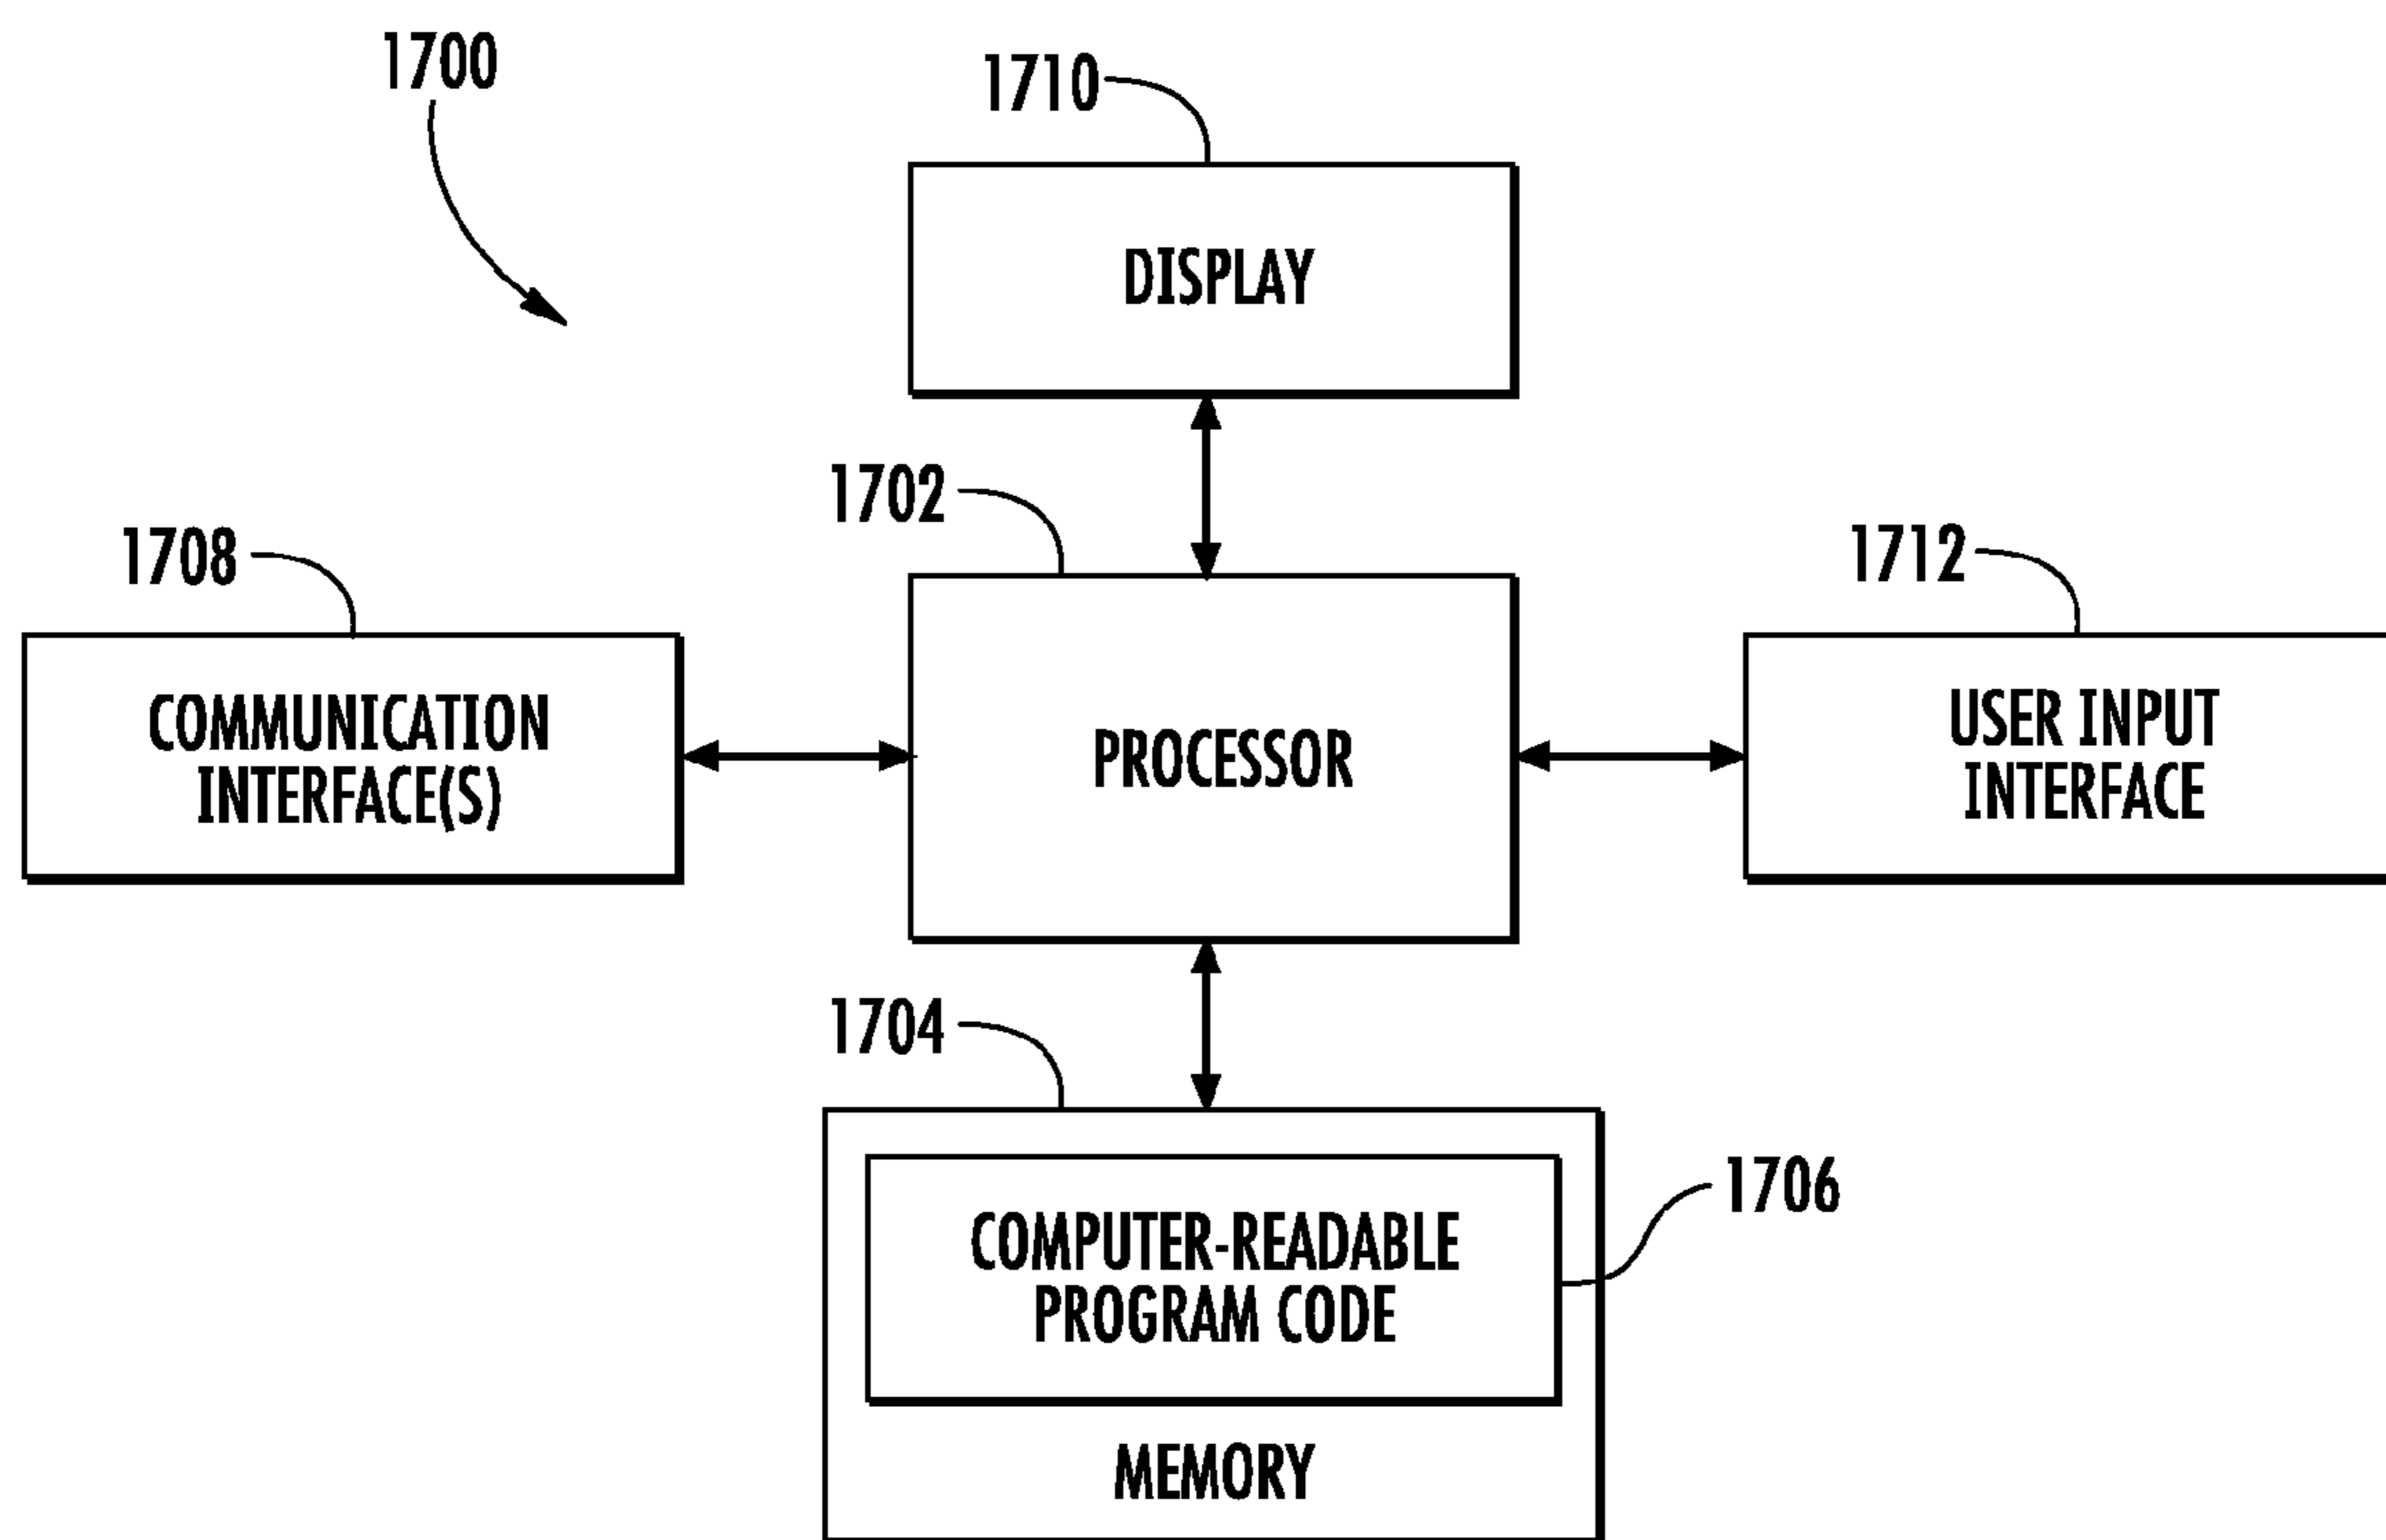 1700
1710
DISPLAY
1702
1708
1712
COMMUNICATION
INTERFACE(S)
PROCESSOR
USER INPUT
INTERFACE
1704
1706
COMPUTER-READABLE
PROGRAM CODE
MEMORY